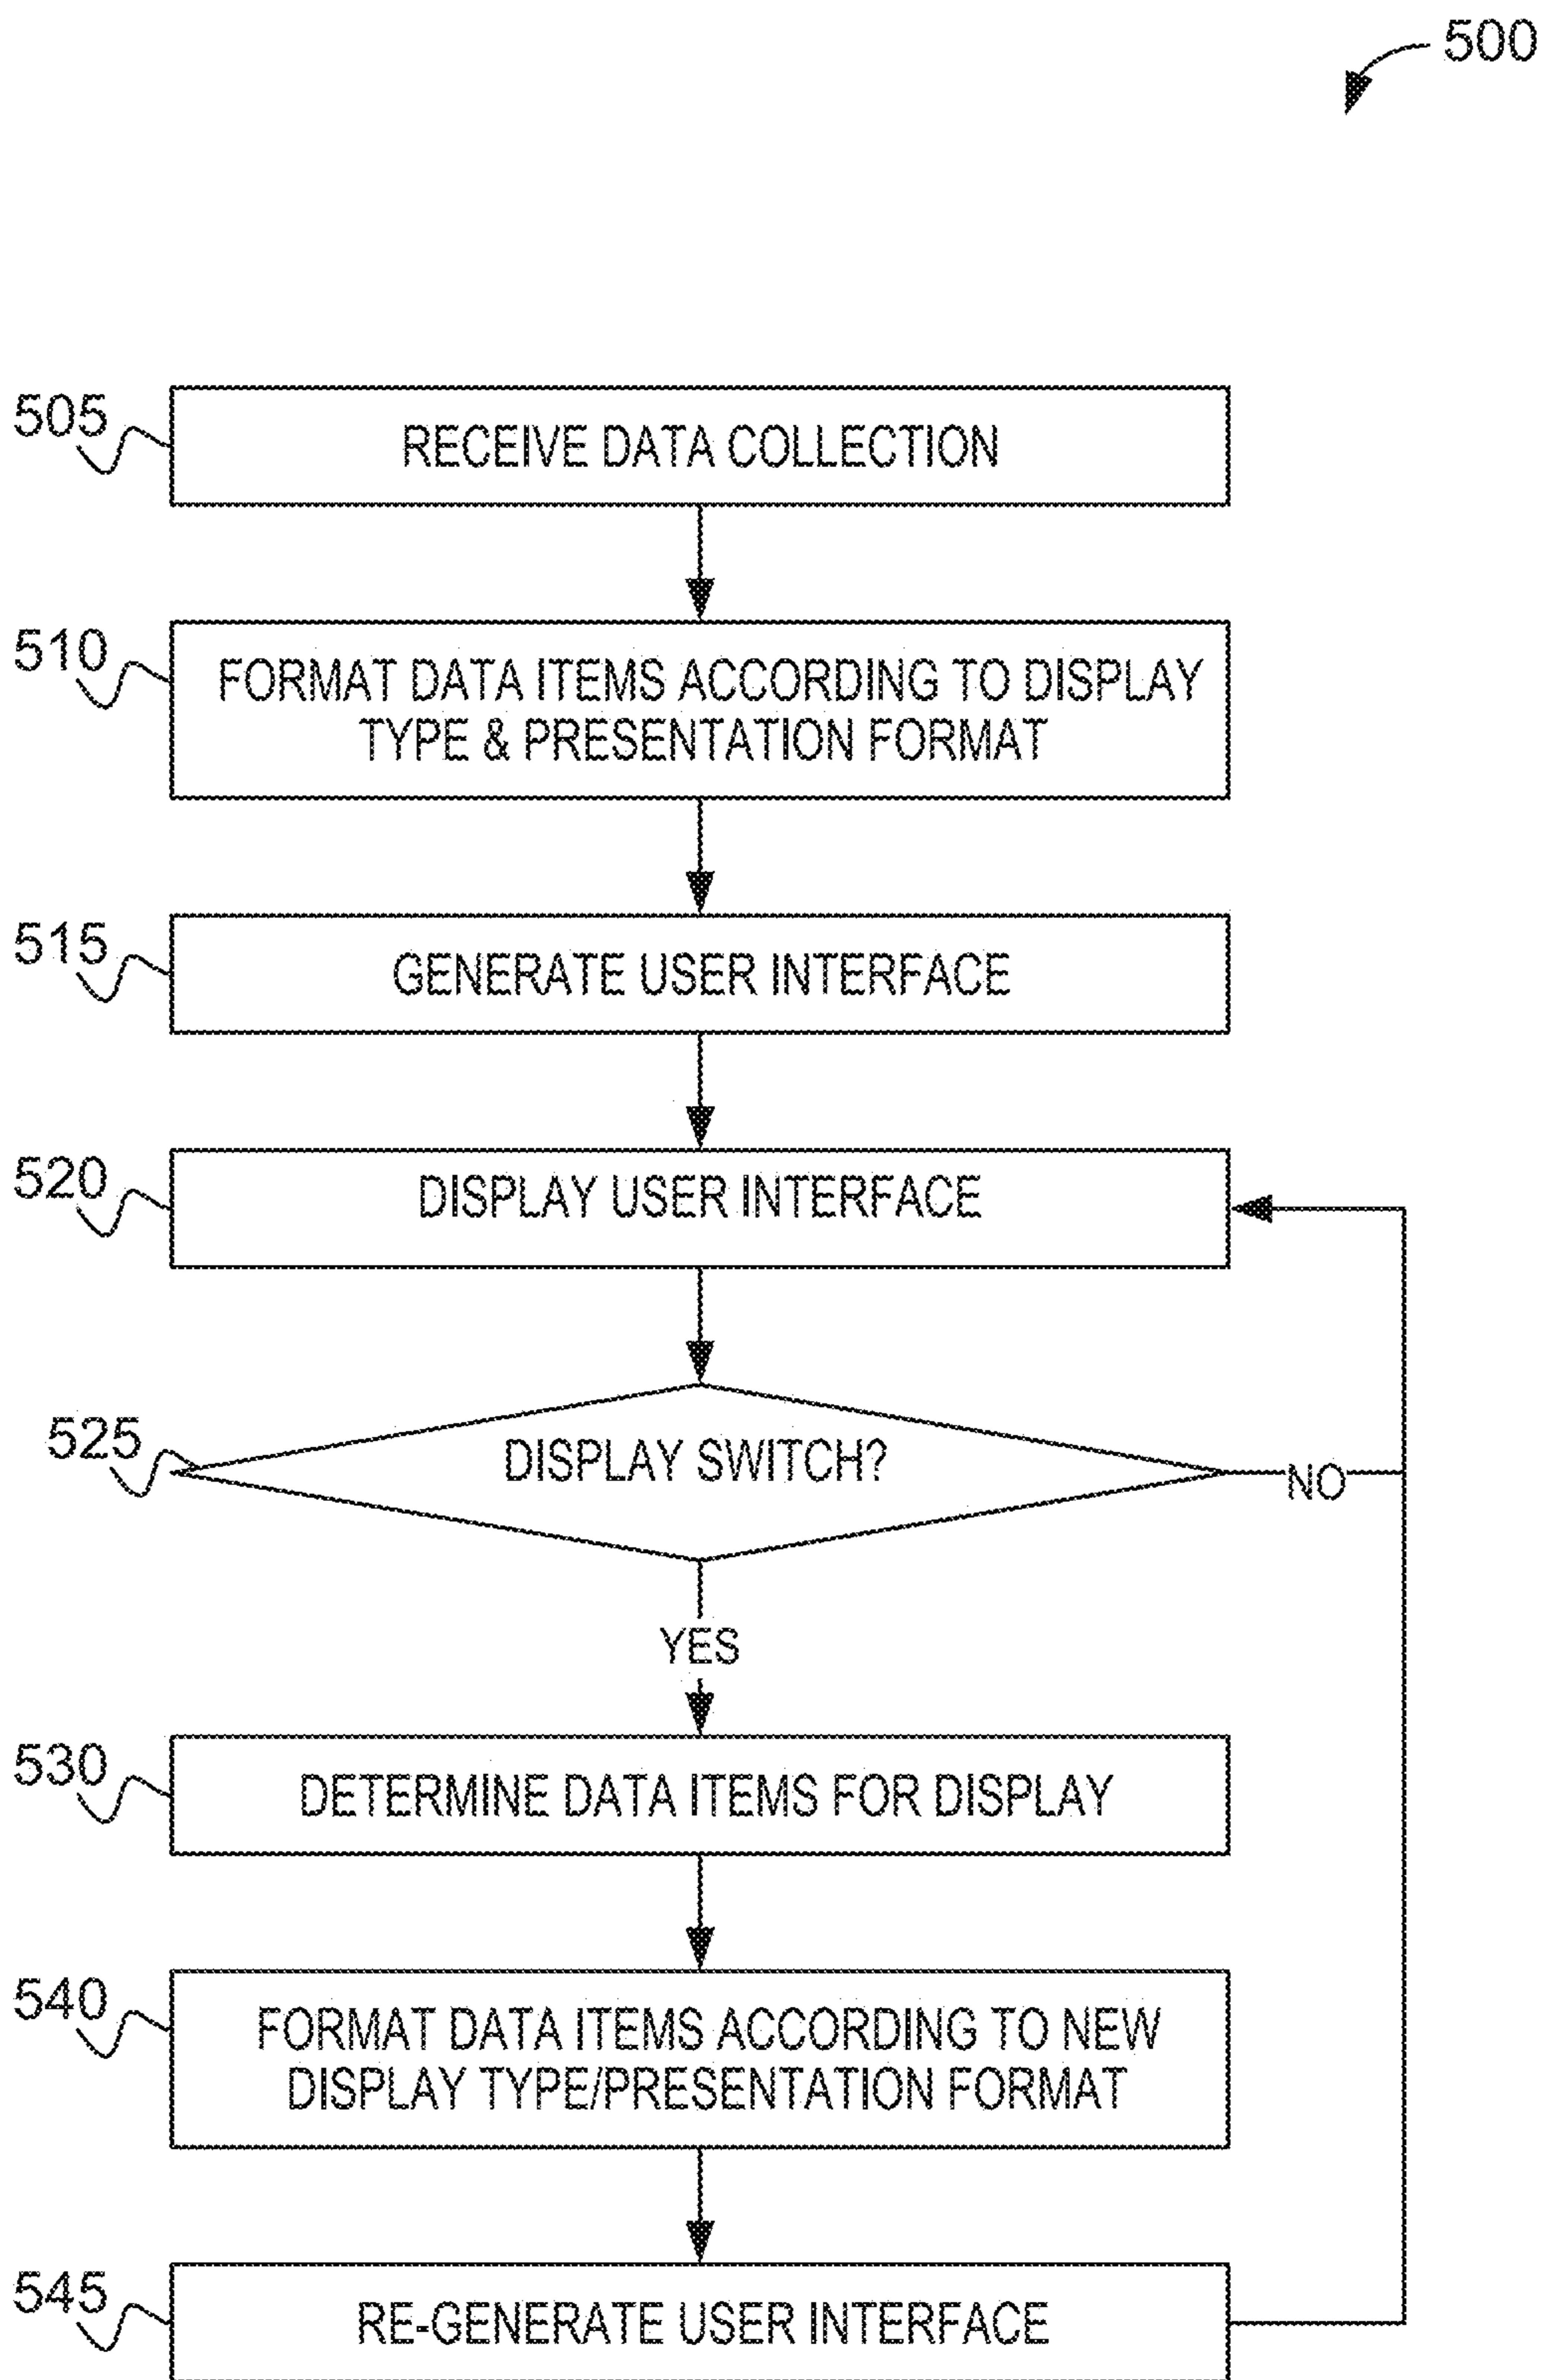 500
505
RECEIVE DATA COLLECTION
510
FORMAT DATA ITEMS ACCORDING TO DISPLAY
TYPE & PRESENTATION FORMAT
515
GENERATE USER INTERFACE
520
DISPLAY USER INTERFACE
525
DISPLAY SWITCH?
NO
YES
530
DETERMINE DATA ITEMS FOR DISPLAY
540
FORMAT DATA ITEMS ACCORDING TO NEW
DISPLAY TYPE/PRESENTATION FORMAT
545
RE-GENERATE USER INTERFACE